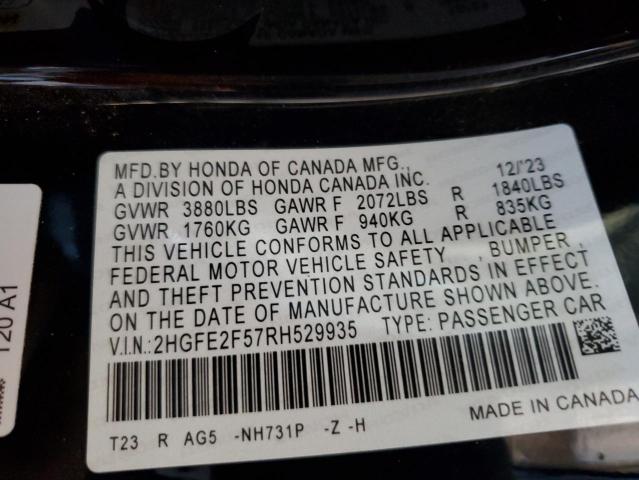 MFD.BY HONDA OF CANADA MFG., 12/'23
A DIVISION OF HONDA CANADA INC.
GVWR 3880LBS GAWR F 2072LBS R 1840LBS
GVWR 1760KG GAWR F 940KG R 835KG
THIS VEHICLE CONFORMS TO ALL APPLICABLE
FEDERAL MOTOR VEHICLE SAFETY , BUMPER ,
AND THEFT PREVENTION STANDARDS IN EFFECT
ON THE DATE OF MANUFACTURE SHOWN ABOVE.
V.I.N.:2HGFE2F57RH529935 TYPE: PASSENGER CAR
T23 R AG5 -NH731P -Z -H MADE IN CANADA
T20 A1